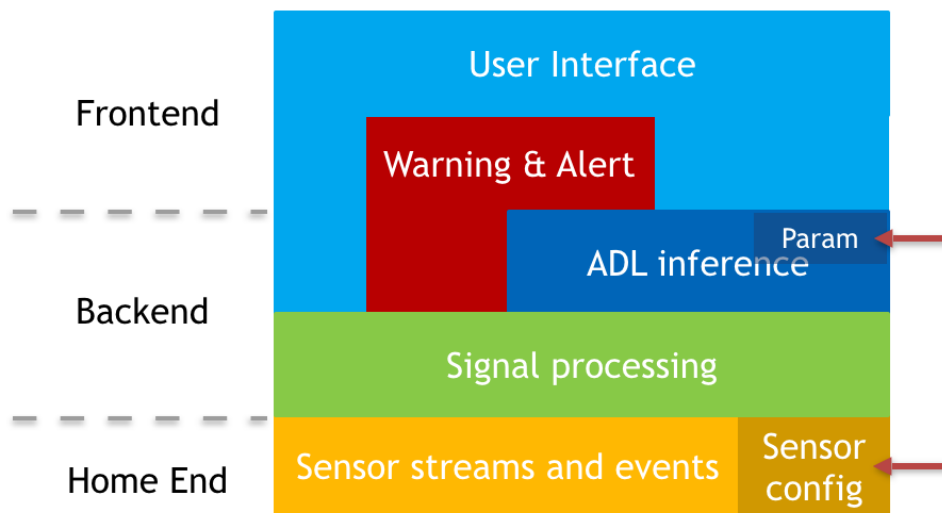 User Interface
Frontend
Warning & Alert
Param
ADL inference
Backend
Signal processing
Sensor streams and events
Sensor
config
Home End